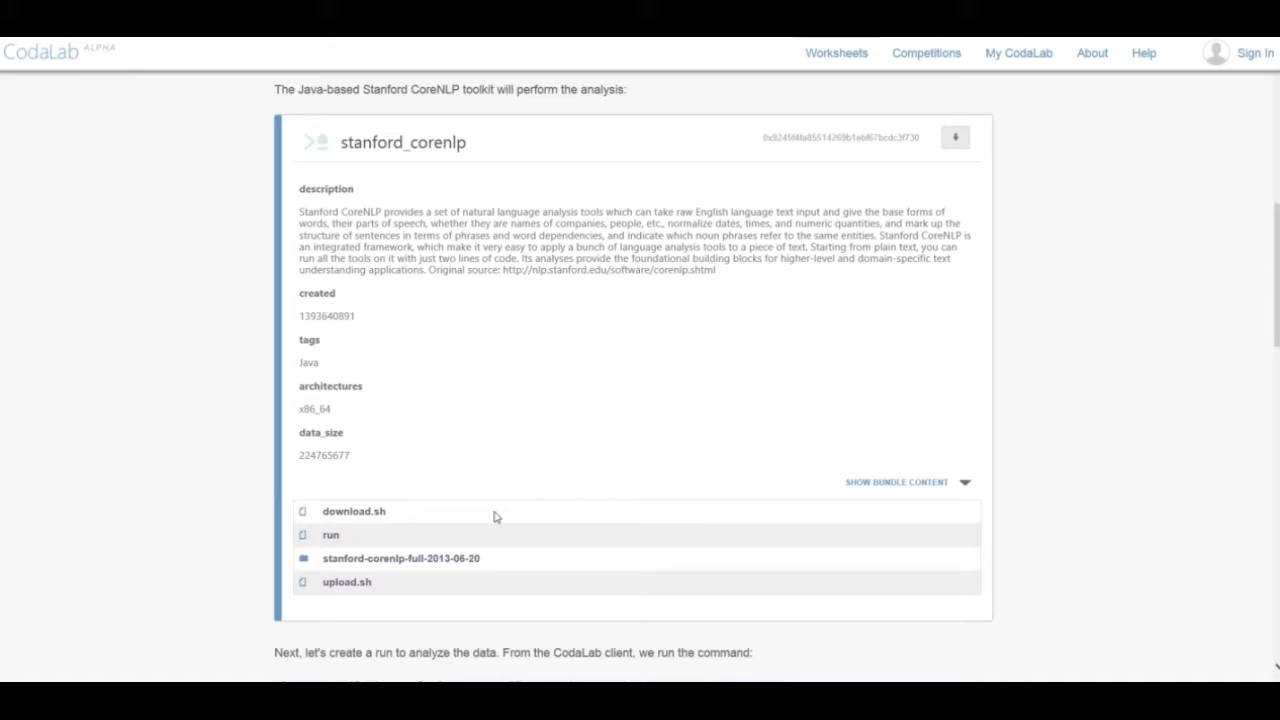 CodaLab ALPHA
Worksheets Competitions My CodaLab About Help Sign In
The Java-based Stanford CoreNLP toolkit will perform the analysis:
stanford_corenlp
description
Stanford CoreNLP provides a set of natural language analysis tools which can take raw English language text input and give the base forms of
words, their parts of speech, whether they are names of companies, people, etc., normalize dates, times, and numeric quantities, and mark up the
structure of sentences in terms of phrases and word dependencies, and indicate which noun phrases refer to the same entities. Stanford CoreNLP is
an integrated framework, which make it very easy to apply a bunch of language analysis tools to a piece of text. Starting from plain text, you can
run all the tools on it with just two lines of code. Its analyses provide the foundational building blocks for higher-level and domain-specific text
understanding applications. Original source: http://nlp.stanford.edu/software/corenlp.shtml
created
1393640891
tags
Java
architectures
x86_64
data_size
224765677
SHOW BUNDLE CONTENT
download.sh
run
stanford-corenlp-full-2013-06-20
upload.sh
Next, let's create a run to analyze the data. From the CodaLab client, we run the command: